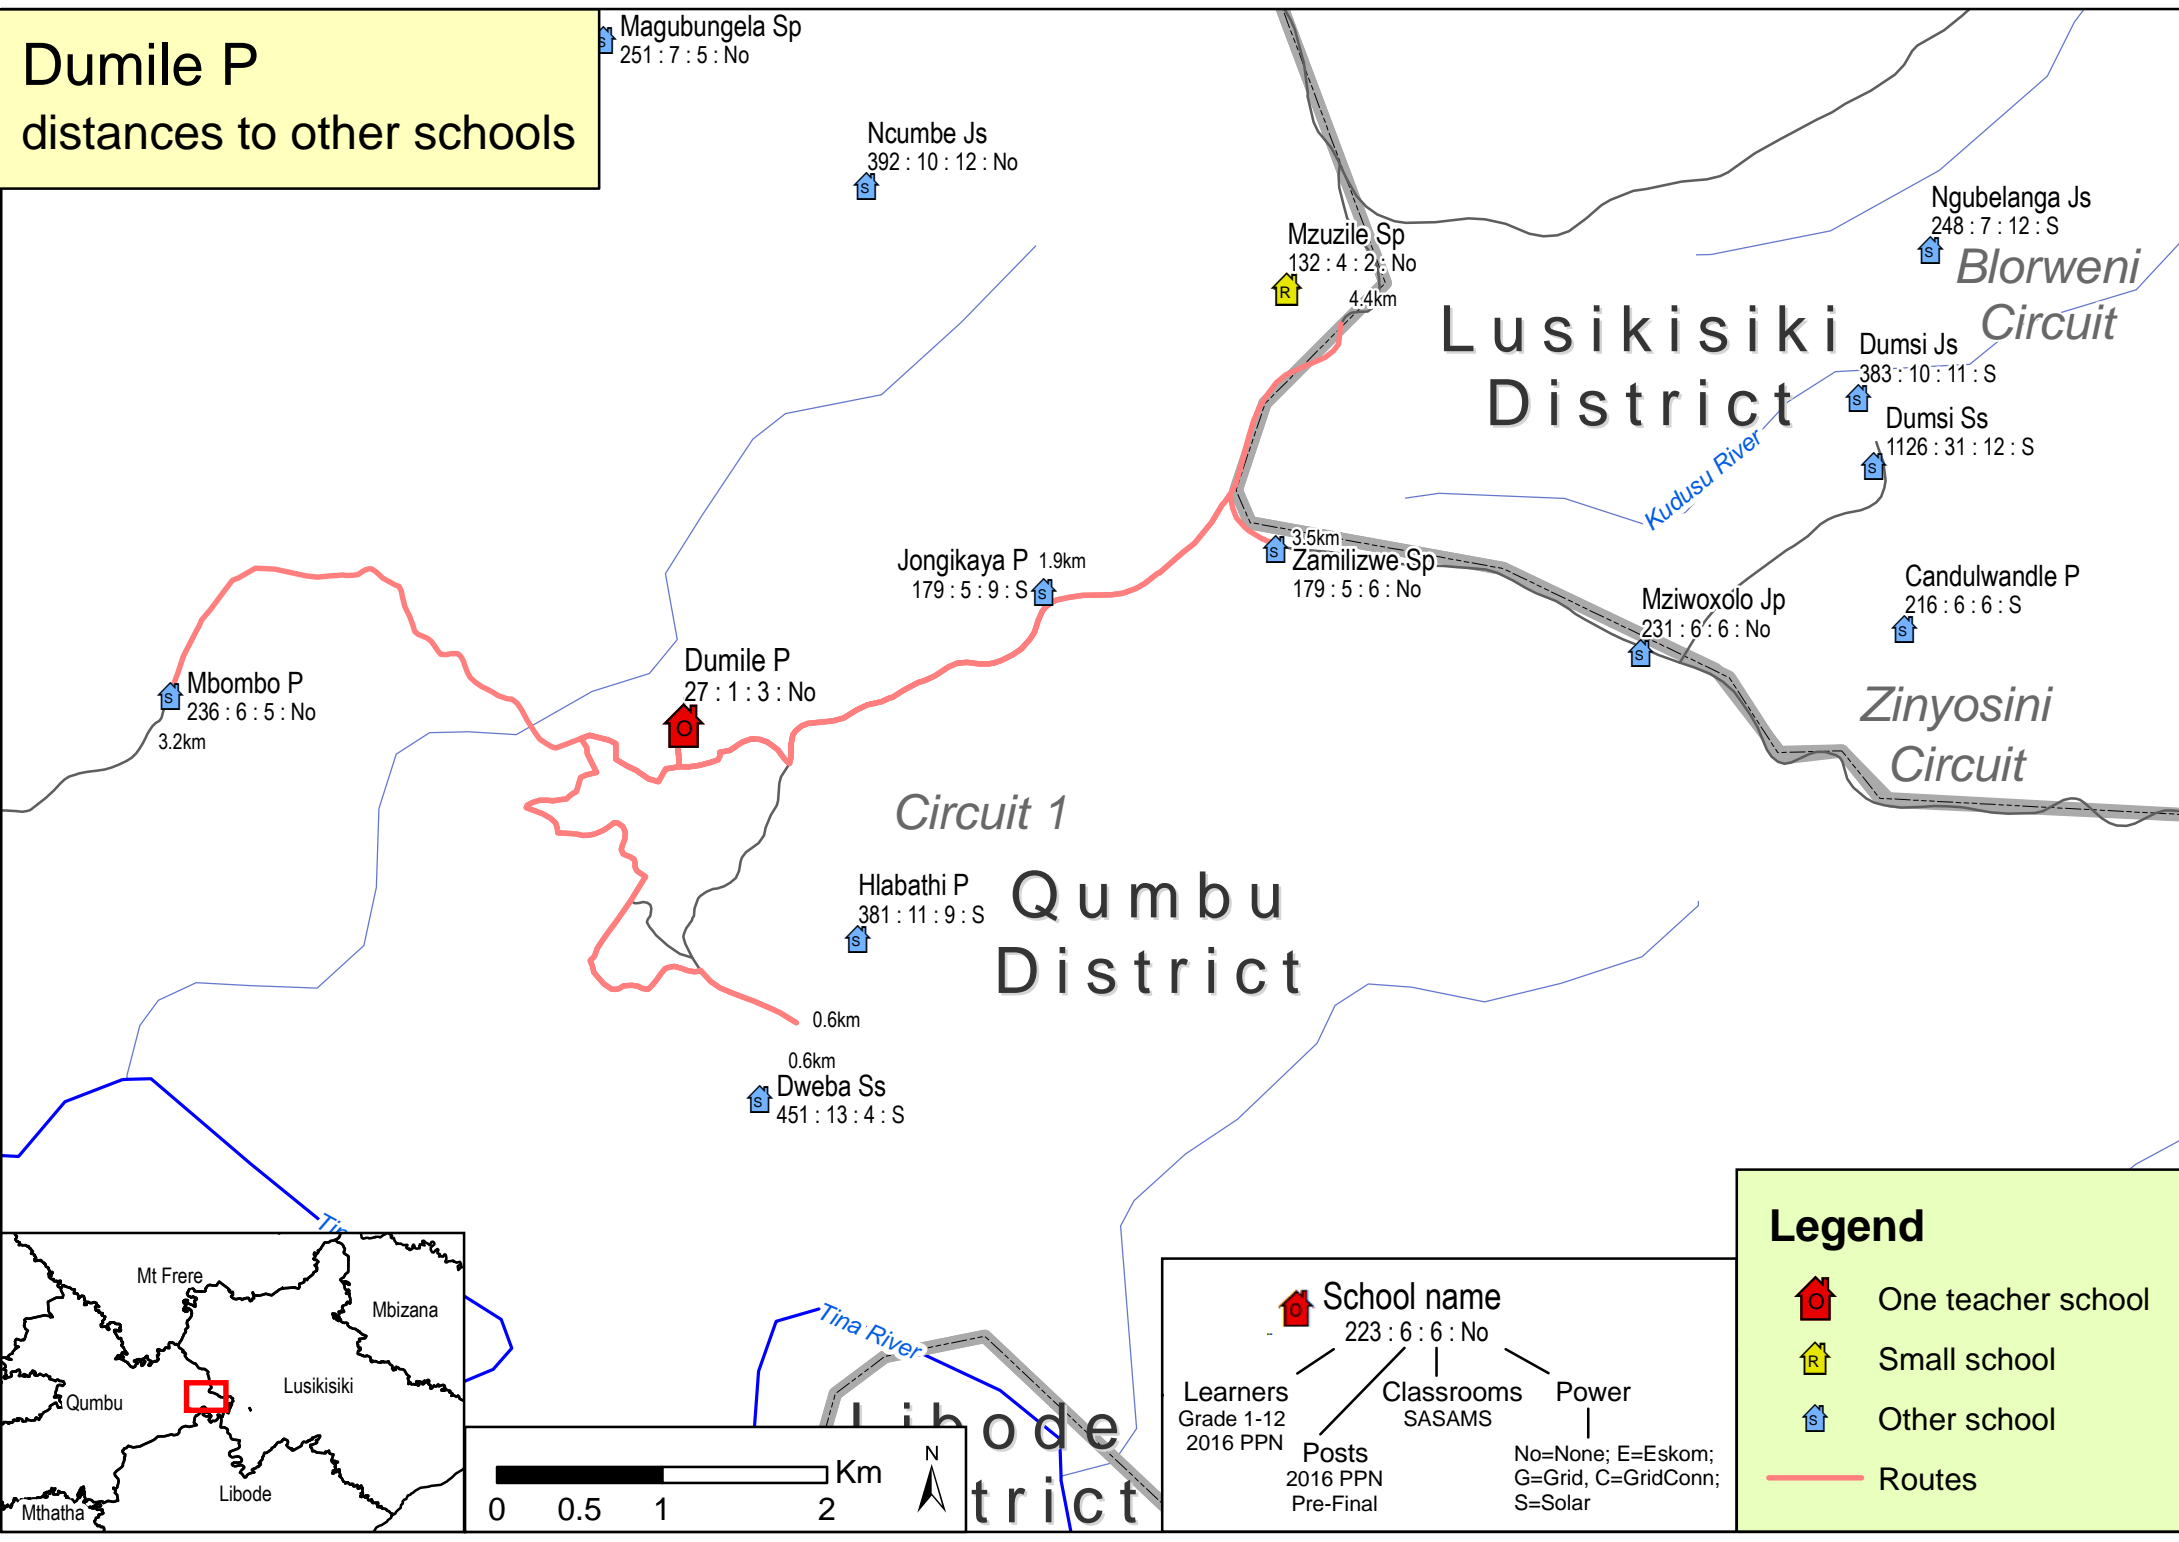 Dumile P
distances to other schools
Magubungela Sp
251 : 7 : 5 : No
Ncumbe Js
392 : 10 : 12 : No
Mzuzile Sp
132 : 4 : 2 : No
4.4km
Ngubelanga Js
248 : 7 : 12 : S
Blorweni
Circuit
Lusikisiki
District
Dumsi Js
383 : 10 : 11 : S
Dumsi Ss
1126 : 31 : 12 : S
Kudusu River
3.5km
Zamilizwe Sp
179 : 5 : 6 : No
Jongikaya P 1.9km
179 : 5 : 9 : S
Candulwandle P
216 : 6 : 6 : S
Mziwoxolo Jp
231 : 6 : 6 : No
Dumile P
27 : 1 : 3 : No
Mbombo P
236 : 6 : 5 : No
3.2km
Zinyosini
Circuit
Circuit 1
Hlabathi P
381 : 11 : 9 : S
Qumbu
District
0.6km
0.6km
Dweba Ss
451 : 13 : 4 : S
Tin
Tina River
Libode
trict
Mt Frere
Mbizana
Qumbu
Lusikisiki
Libode
Mthatha
Km
0 0.5 1 2
N
School name
223 : 6 : 6 : No
Learners
Grade 1-12
2016 PPN
Posts
2016 PPN
Pre-Final
Classrooms
SASAMS
Power
No=None; E=Eskom;
G=Grid, C=GridConn;
S=Solar
Legend
O One teacher school
R Small school
S Other school
Routes